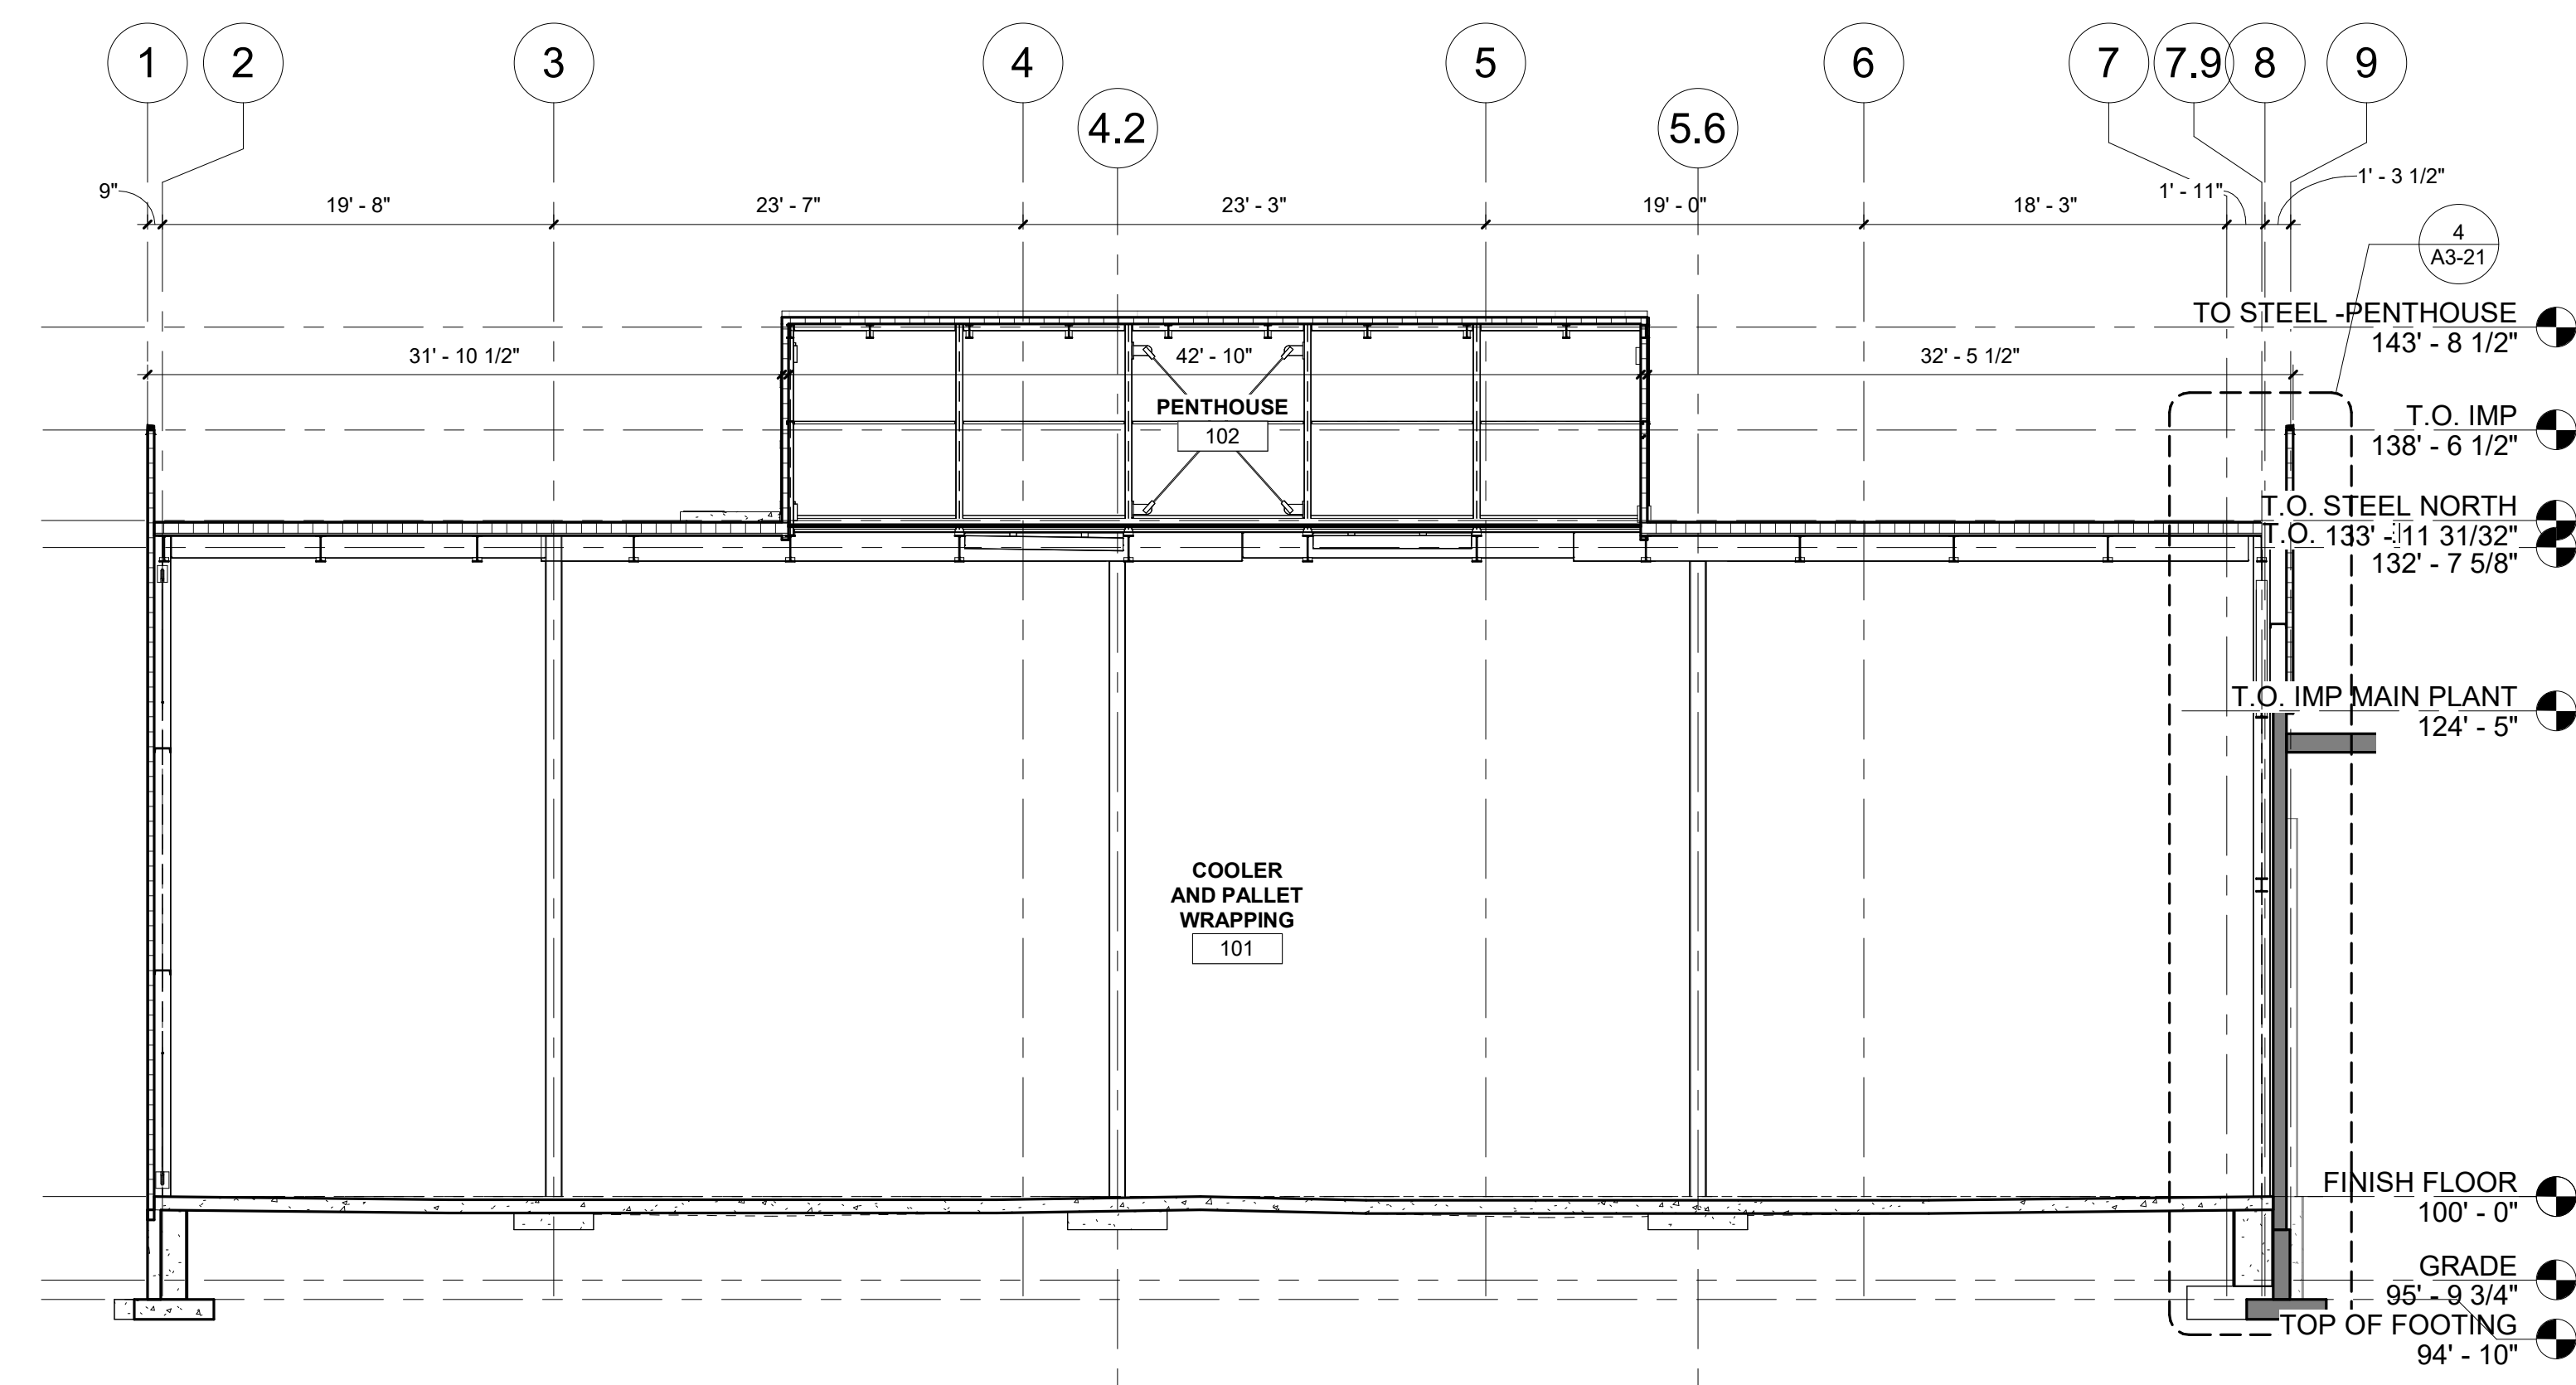 1
2
3
4
5
6
7
7.9
8
9
4.2
5.6
9"
19' - 8"
23' - 7"
23' - 3"
19' - 0"
18' - 3"
1' - 11"
1' - 3 1/2"
4
A3-21
TO STEEL -PENTHOUSE
143' - 8 1/2"
31' - 10 1/2"
42' - 10"
32' - 5 1/2"
PENTHOUSE
102
T.O. IMP
138' - 6 1/2"
T.O. STEEL NORTH
133' - 11 31/32"
T.O.
132' - 7 5/8"
T.O. IMP MAIN PLANT
124' - 5"
COOLER
AND PALLET
WRAPPING
101
FINISH FLOOR
100' - 0"
GRADE
95' - 9 3/4"
TOP OF FOOTING
94' - 10"